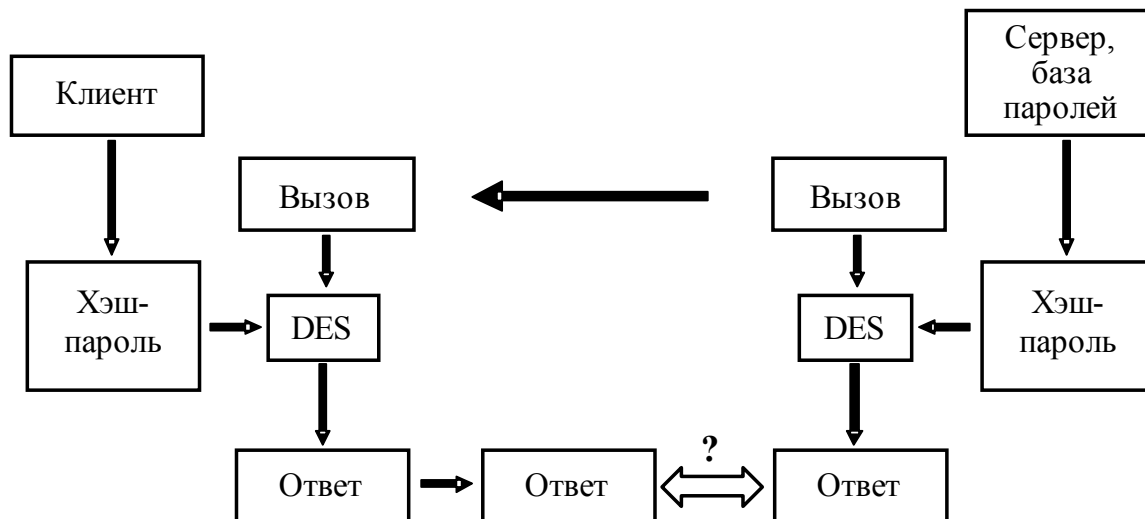 Сервер,
база
паролей
Клиент
Вызов
Вызов
Хэш-
пароль
DES
DES
Хэш-
пароль
?
Ответ
Ответ
Ответ